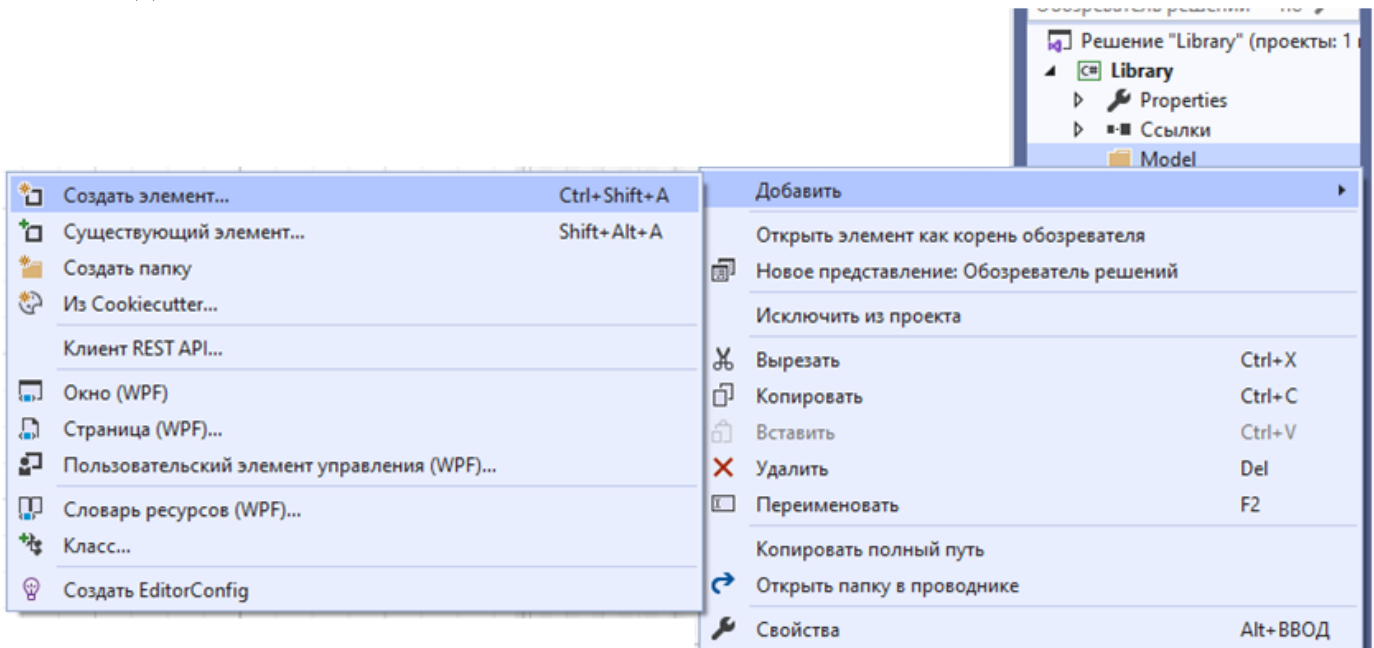 Обозреватель решений — по
Решение "Library" (проекты: 1
C# Library
Properties
Ссылки
Model
Добавить
Открыть элемент как корень обозревателя
Новое представление: Обозреватель решений
Исключить из проекта
Вырезать Ctrl+X
Копировать Ctrl+C
Вставить Ctrl+V
Удалить Del
Переименовать F2
Копировать полный путь
Открыть папку в проводнике
Свойства Alt+ВВОД
Создать элемент... Ctrl+Shift+A
Существующий элемент... Shift+Alt+A
Создать папку
Из Cookiecutter...
Клиент REST API...
Окно (WPF)
Страница (WPF)...
Пользовательский элемент управления (WPF)...
Словарь ресурсов (WPF)...
Класс...
Создать EditorConfig